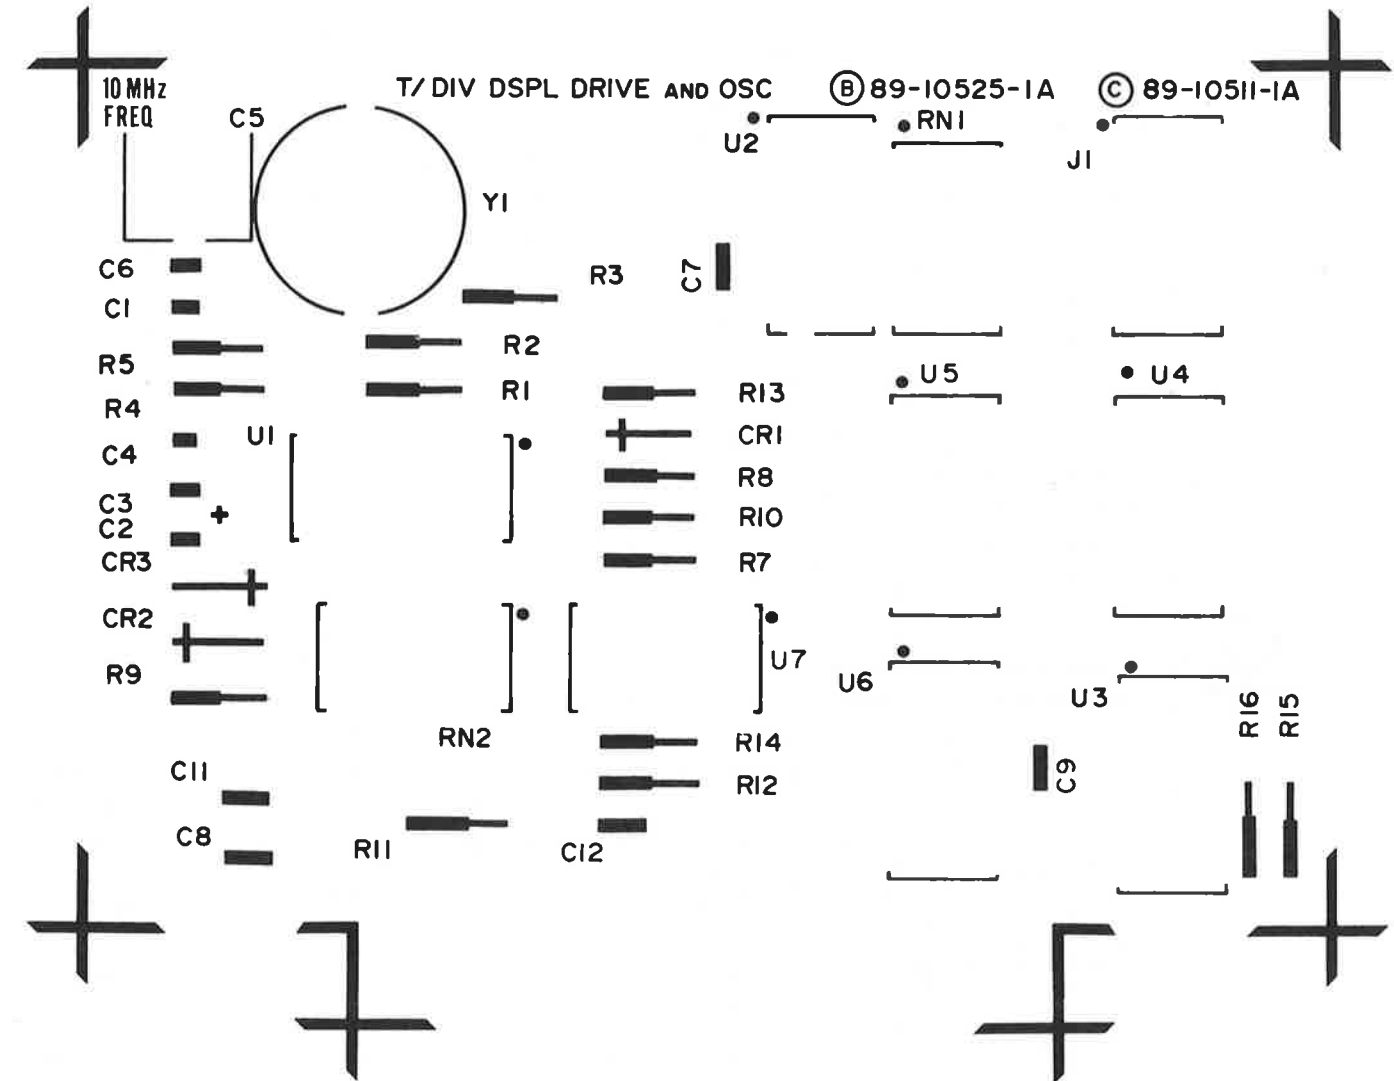 T/DIV DSPL DRIVE AND OSC B 89-10525-1A C 89-10511-1A
10 MHz
FREQ
C5
U2
RN1
J1
Y1
C6
R3
C7
C1
R2
R5
U5
U4
R1
R13
R4
U1
CR1
C4
R8
C3
R10
C2
CR3
R7
CR2
U7
R9
U6
U3
R16
R15
RN2
R14
C11
R12
C9
C8
R11
C12